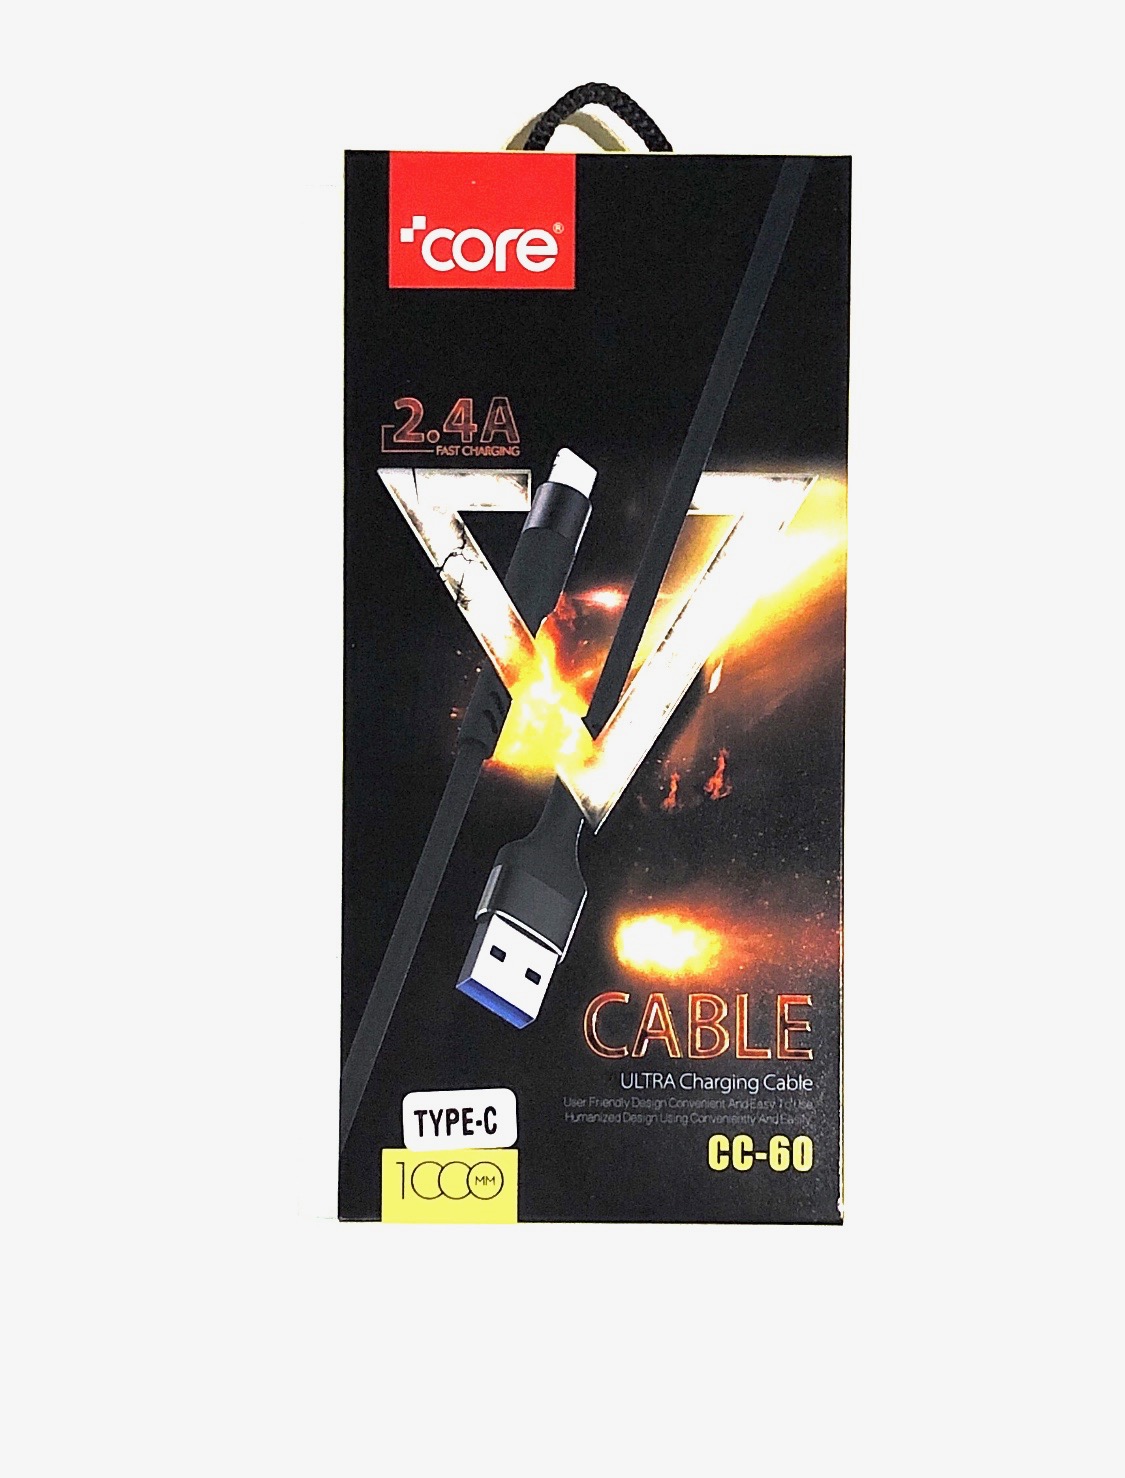 core®
2.4A
FAST CHARGING
CABLE
ULTRA Charging Cable
User Friendly Design Convenient And Easy To Use,
Humanized Design Using Conveniently And Easily.
TYPE-C
CC-60
1000 MM